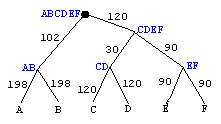 ABCDEF 120 CDEF
102 30 90
AB CD EF
198 198 120 120 90 90
A B C D E F